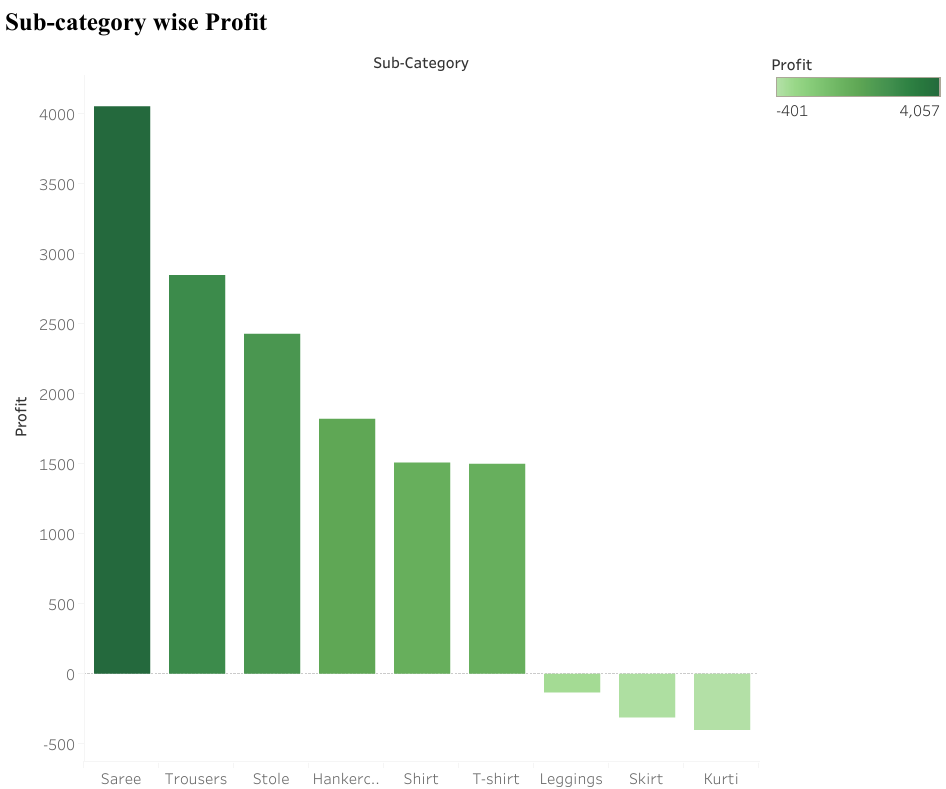 Sub-category wise Profit
Sub-Category
Profit
-401 4,057
Profit
4000
3500
3000
2500
2000
1500
1000
500
0
-500
Saree Trousers Stole Hankerc.. Shirt T-shirt Leggings Skirt Kurti